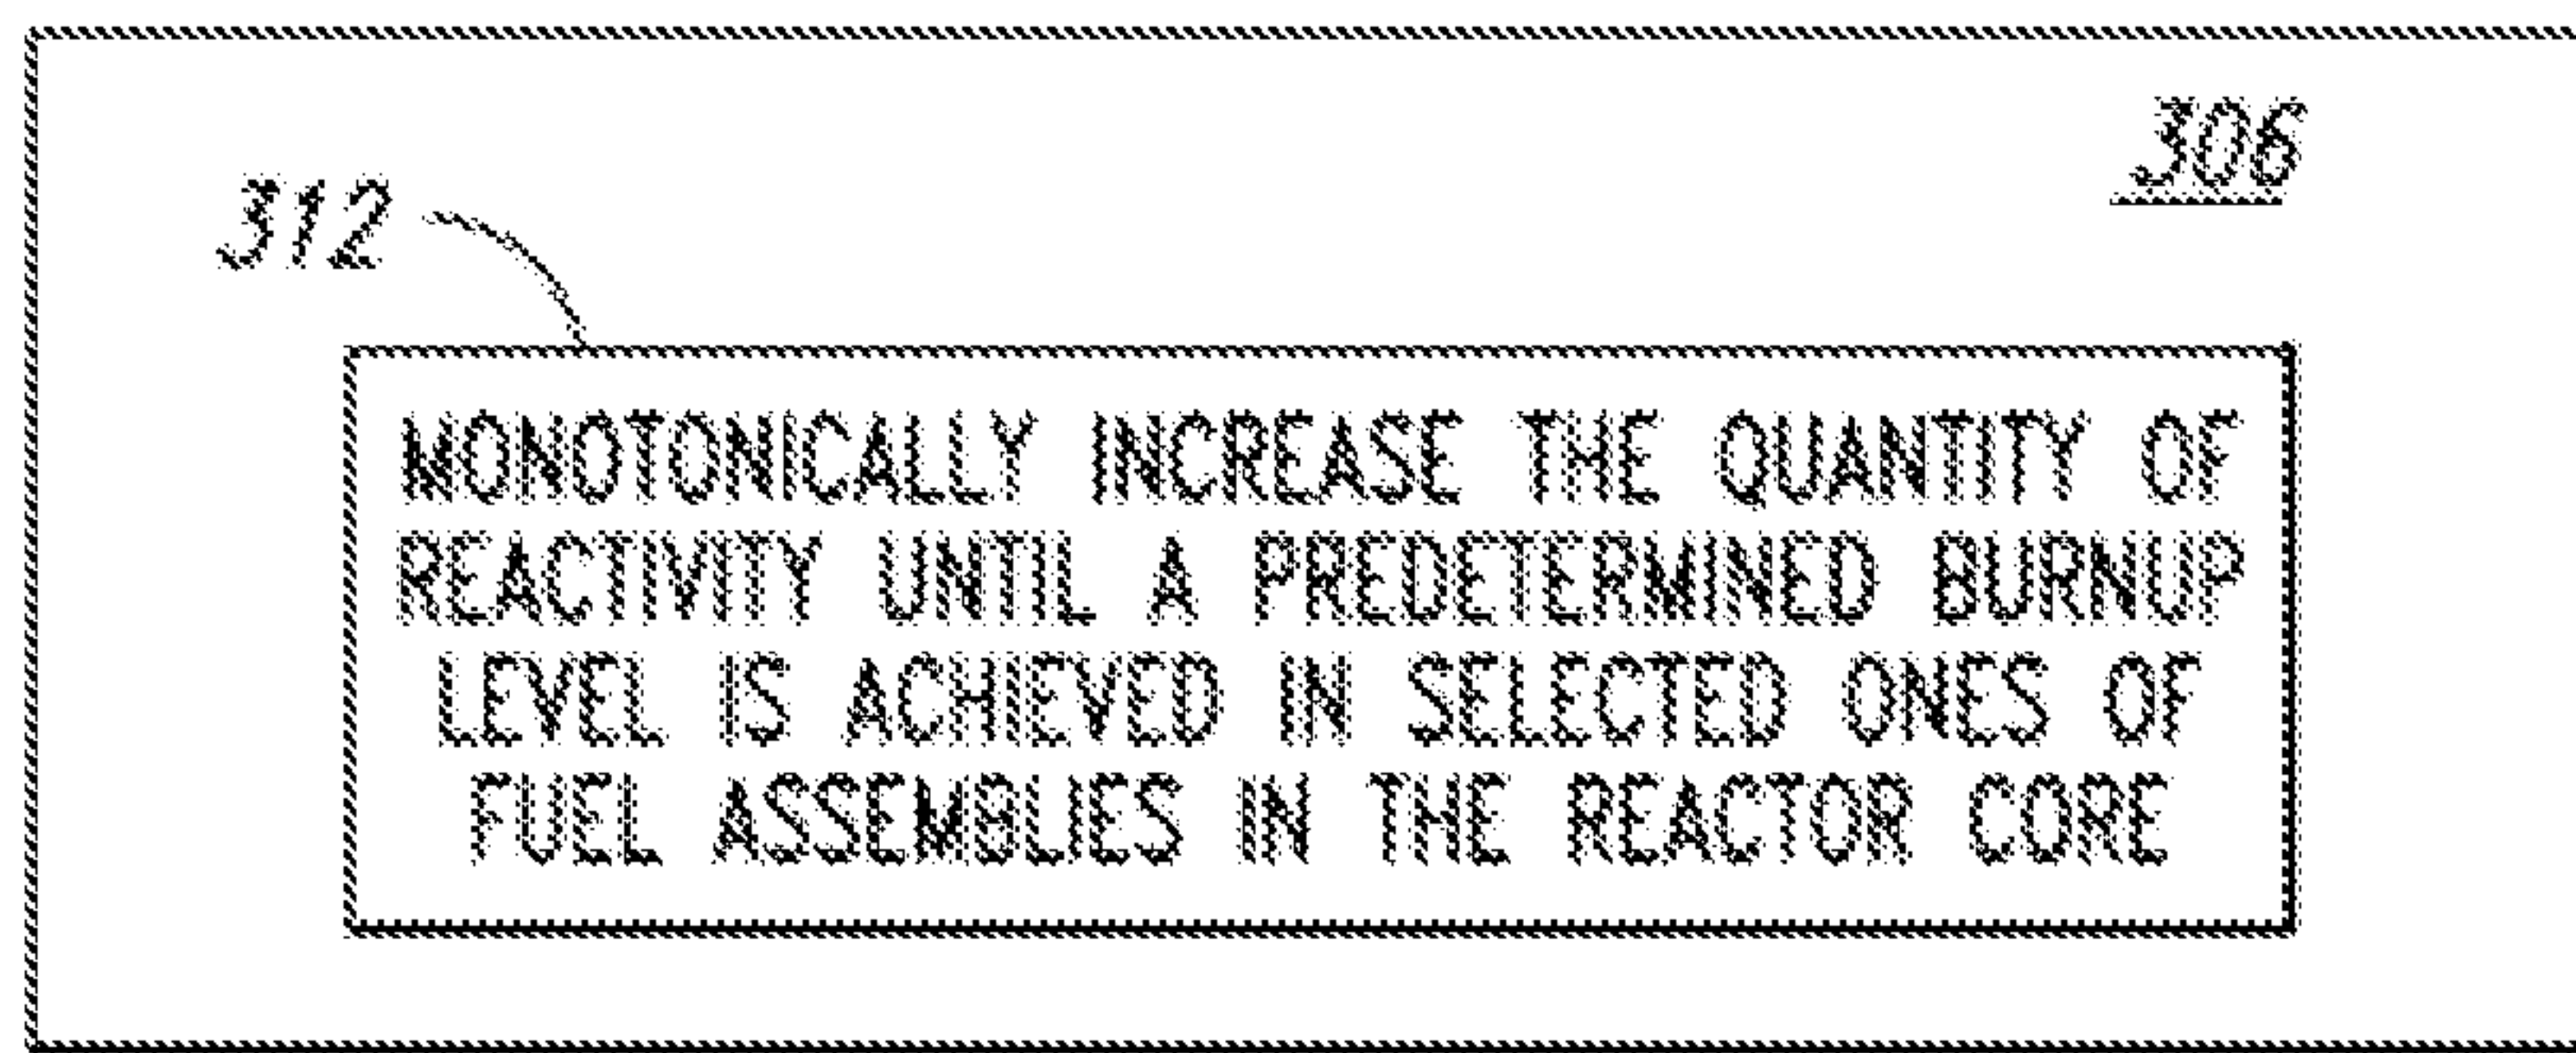 306
312
MONOTONICALLY INCREASE THE QUANTITY OF
REACTIVITY UNTIL A PREDETERMINED BURNUP
LEVEL IS ACHIEVED IN SELECTED ONES OF
FUEL ASSEMBLIES IN THE REACTOR CORE